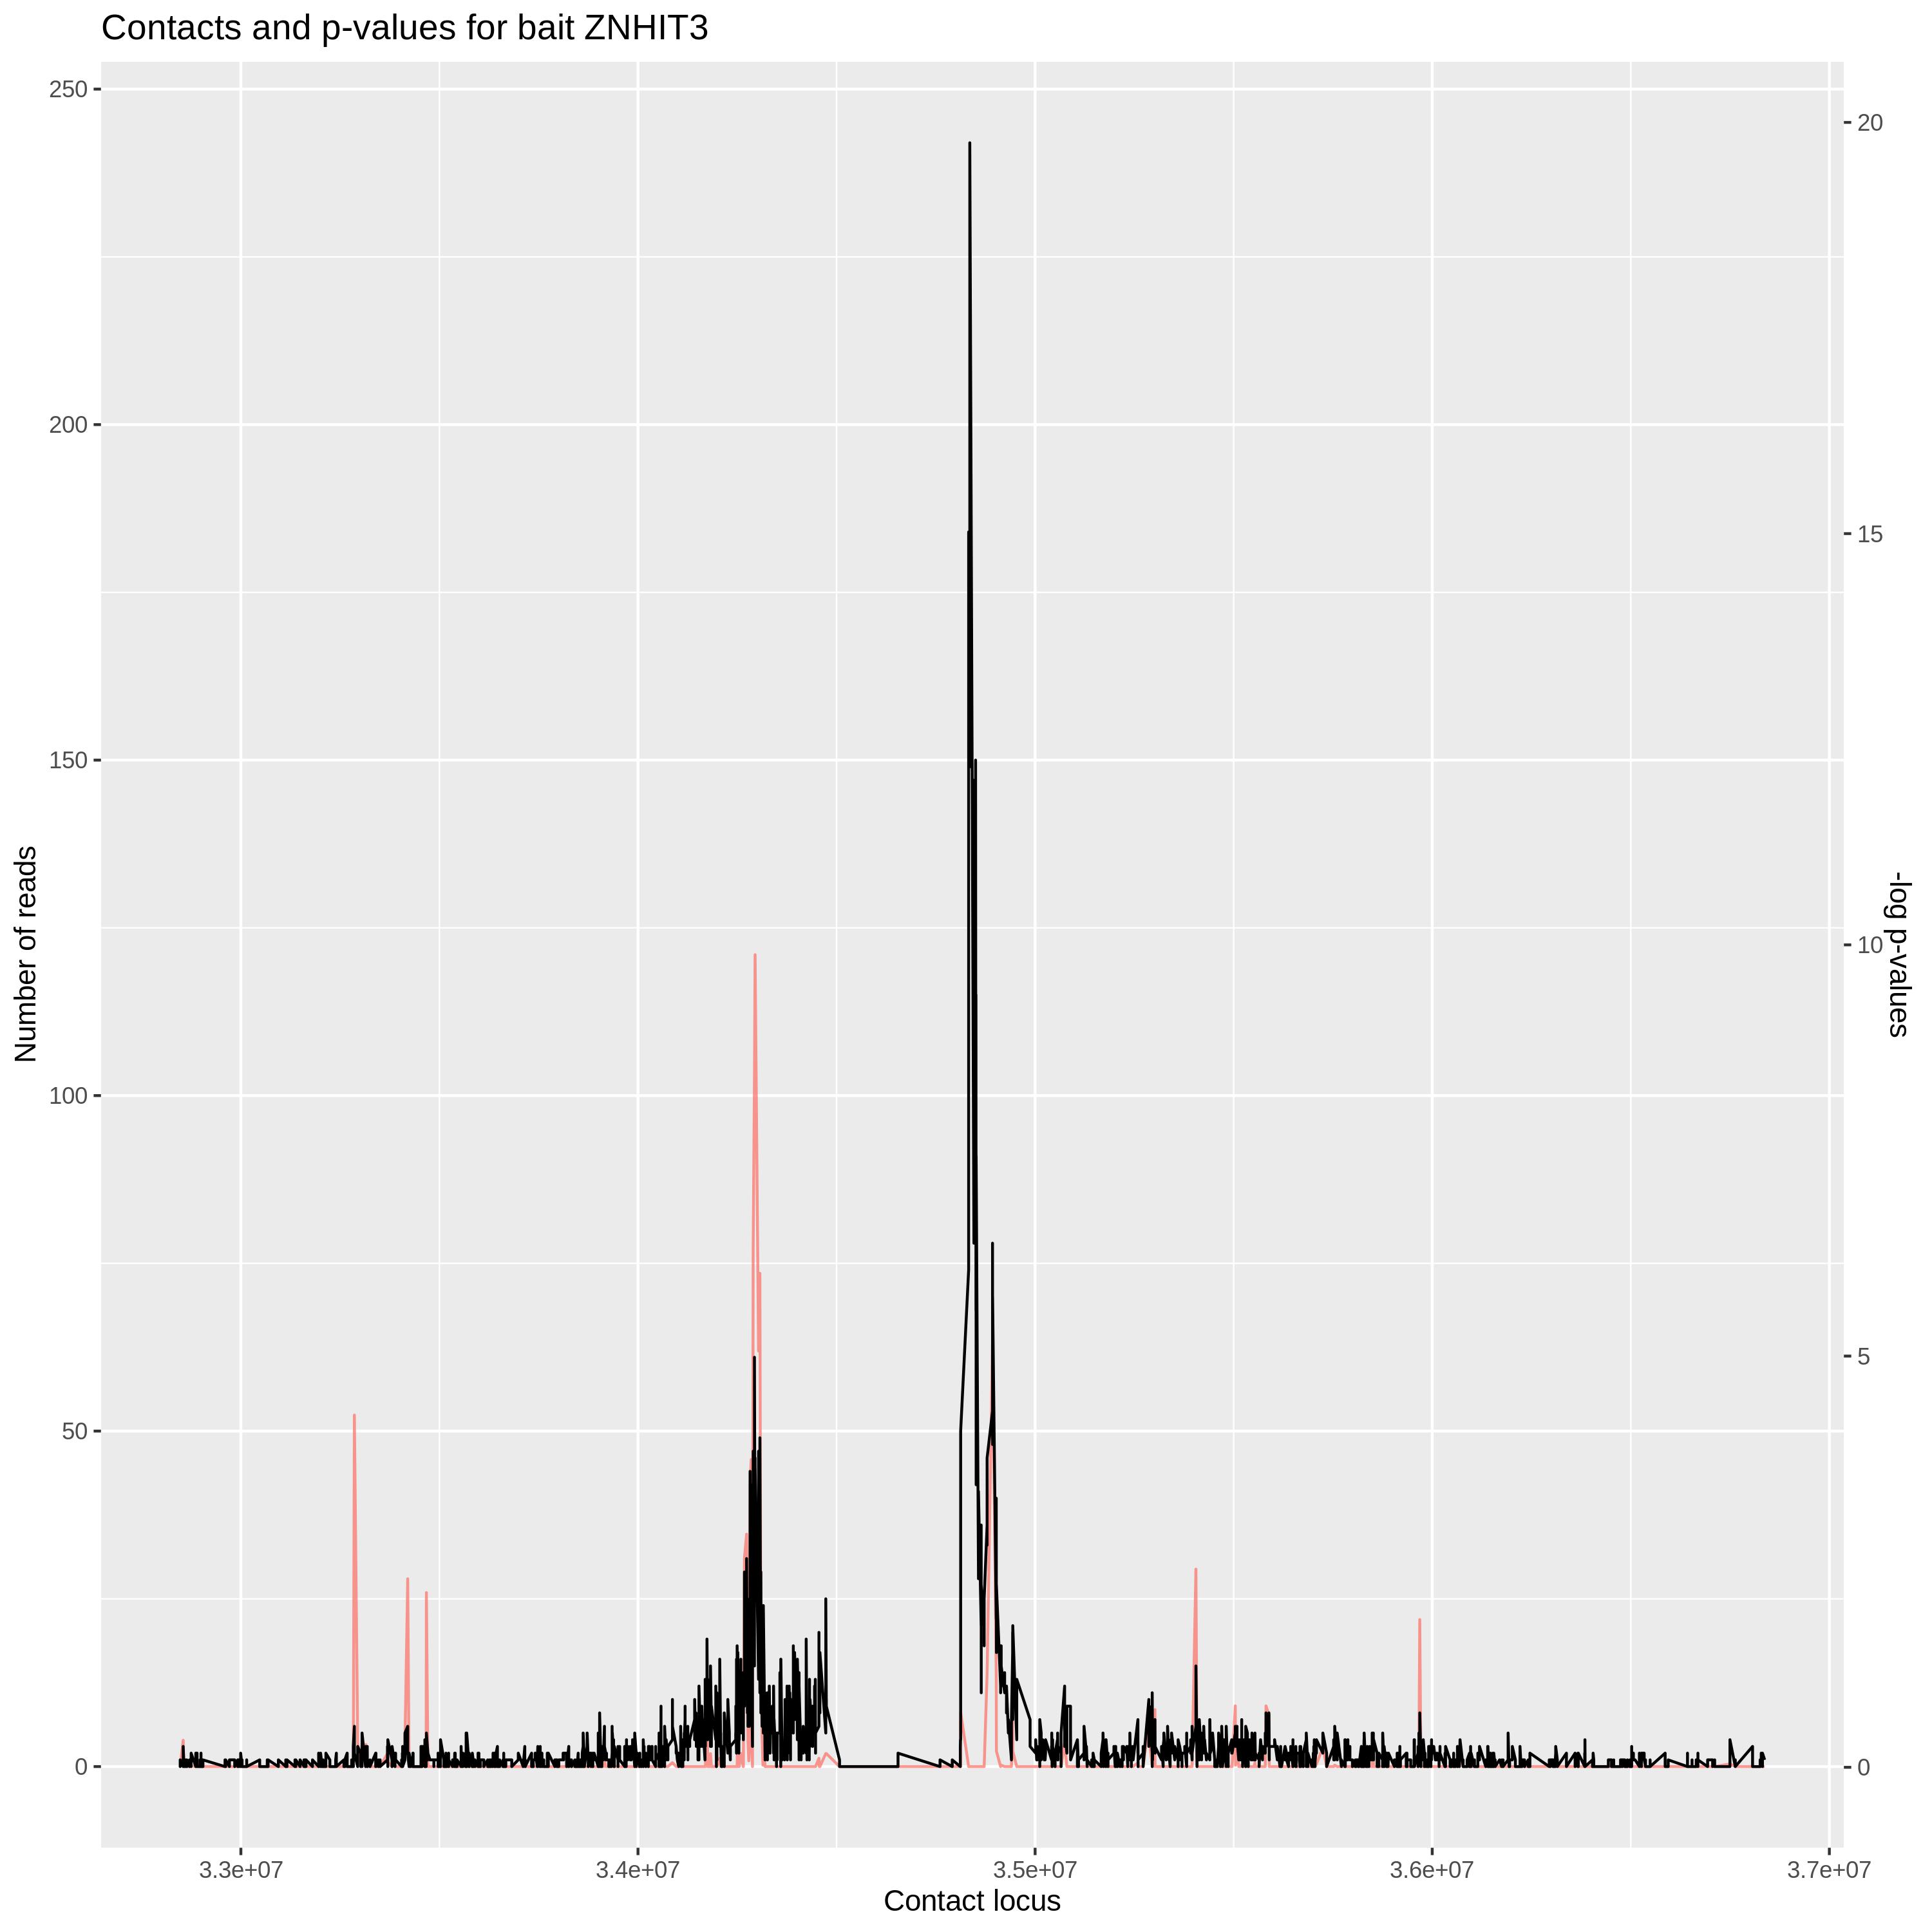 Contacts and p-values for bait ZNHIT3
250
200
150
100
50
0
Number of reads
20
15
10
5
0
-log p-values
3.3e+07
3.4e+07
3.5e+07
3.6e+07
3.7e+07
Contact locus